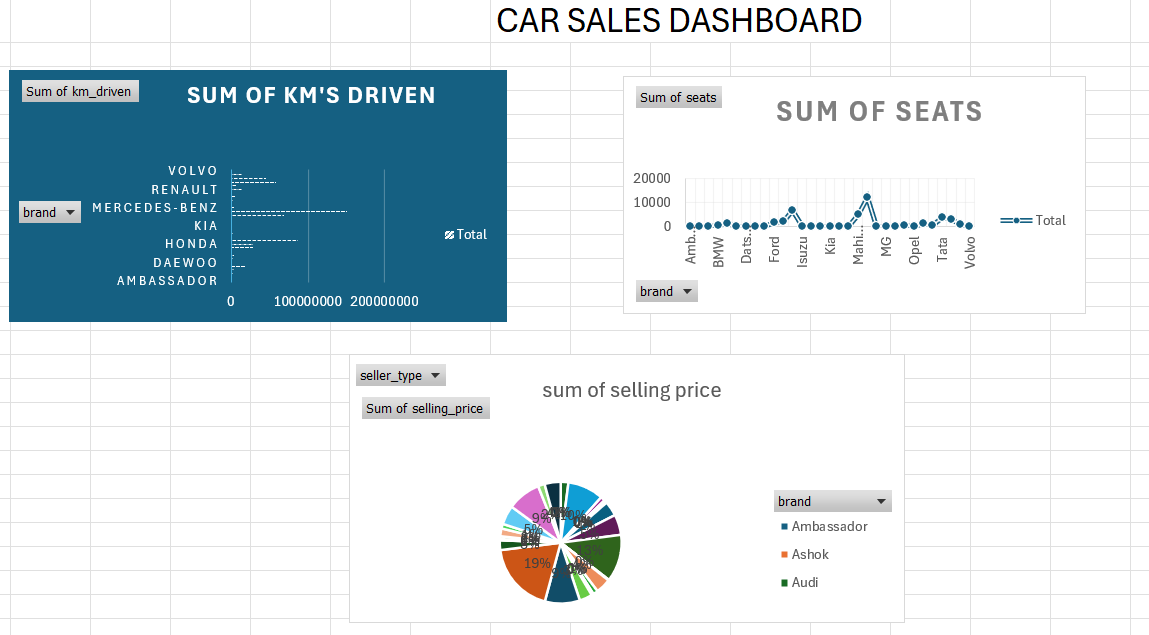 CAR SALES DASHBOARD
Sum of km_driven
SUM OF KM'S DRIVEN
VOLVO
RENAULT
brand
MERCEDES-BENZ
KIA
HONDA
DAEWOO
AMBASSADOR
0 100000000 200000000
Total
Sum of seats
SUM OF SEATS
20000
10000
0
Amb...
BMW
Dats...
Ford
Isuzu
Kia
Mahi...
MG
Opel
Tata
Volvo
Total
brand
seller_type
sum of selling price
Sum of selling_price
9%
5%
19%
13%
brand
Ambassador
Ashok
Audi